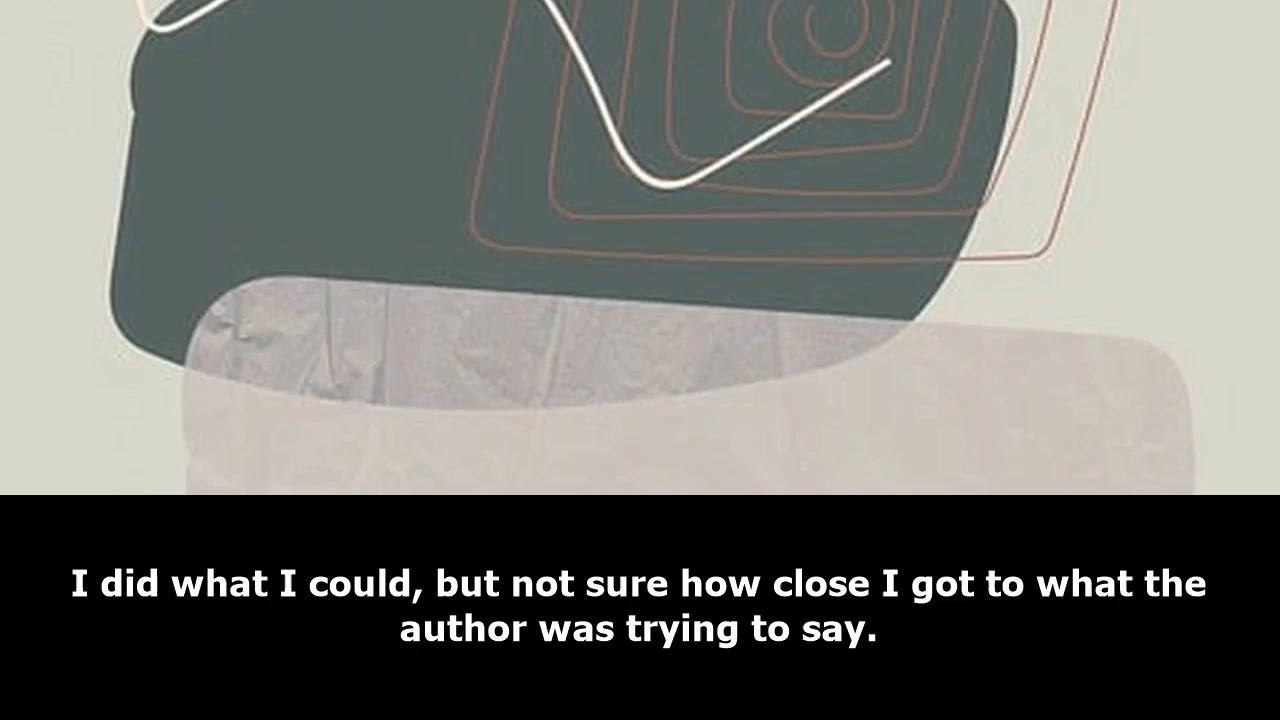 I did what I could, but not sure how close I got to what the
author was trying to say.